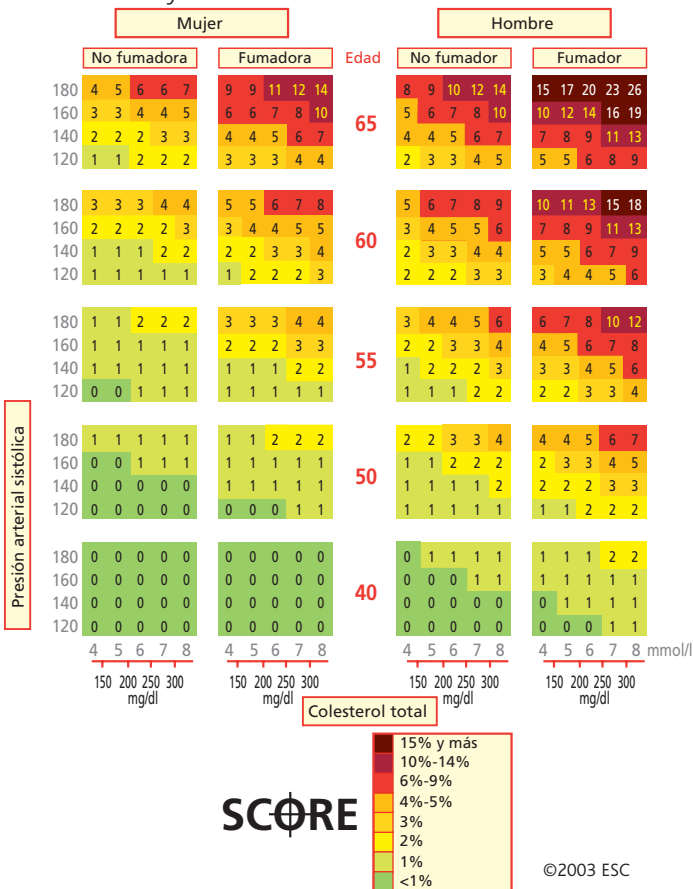 Mujer Hombre
No fumadora Fumadora Edad No fumador Fumador
180 4 5 6 6 7 9 9 11 12 14 8 9 10 12 14 15 17 20 23 26
160 3 3 4 4 5 6 6 7 8 10 5 6 7 8 10 10 12 14 16 19
65
140 2 2 2 3 3 4 4 5 6 7 4 4 5 6 7 7 8 9 11 13
120 1 1 2 2 2 3 3 3 4 4 2 3 3 4 5 5 5 6 8 9
180 3 3 3 4 4 5 5 6 7 8 5 6 7 8 9 10 11 13 15 18
160 2 2 2 2 3 3 4 4 5 5 3 4 5 5 6 7 8 9 11 13
60
140 1 1 1 2 2 2 2 3 3 4 2 3 3 4 4 5 5 6 7 9
120 1 1 1 1 1 1 2 2 2 3 2 2 2 3 3 3 4 4 5 6
180 1 1 2 2 2 3 3 3 4 4 3 4 4 5 6 6 7 8 10 12
160 1 1 1 1 1 2 2 2 3 3 2 2 3 3 4 4 5 6 7 8
55
140 1 1 1 1 1 1 1 1 2 2 1 2 2 2 3 3 3 4 5 6
120 0 0 1 1 1 1 1 1 1 1 1 1 1 2 2 2 2 3 3 4
180 1 1 1 1 1 1 1 2 2 2 2 2 3 3 4 4 4 5 6 7
160 0 0 1 1 1 1 1 1 1 1 1 1 2 2 2 2 3 3 4 5
50
140 0 0 0 0 0 1 1 1 1 1 1 1 1 1 2 2 2 2 3 3
120 0 0 0 0 0 0 0 0 1 1 1 1 1 1 1 1 1 2 2 2
180 0 0 0 0 0 0 0 0 0 0 0 1 1 1 1 1 1 1 2 2
160 0 0 0 0 0 0 0 0 0 0 0 0 0 1 1 1 1 1 1 1
40
140 0 0 0 0 0 0 0 0 0 0 0 0 0 0 0 0 1 1 1 1
120 0 0 0 0 0 0 0 0 0 0 0 0 0 0 0 0 0 0 1 1
Presión arterial sistólica
4 5 6 7 8 4 5 6 7 8 4 5 6 7 8 4 5 6 7 8 mmol/l
150 200 250 300 150 200 250 300 150 200 250 300 150 200 250 300
mg/dl mg/dl mg/dl mg/dl
Colesterol total
15% y más
10%-14%
6%-9%
4%-5%
3%
2%
1%
<1%
SCORE
©2003 ESC